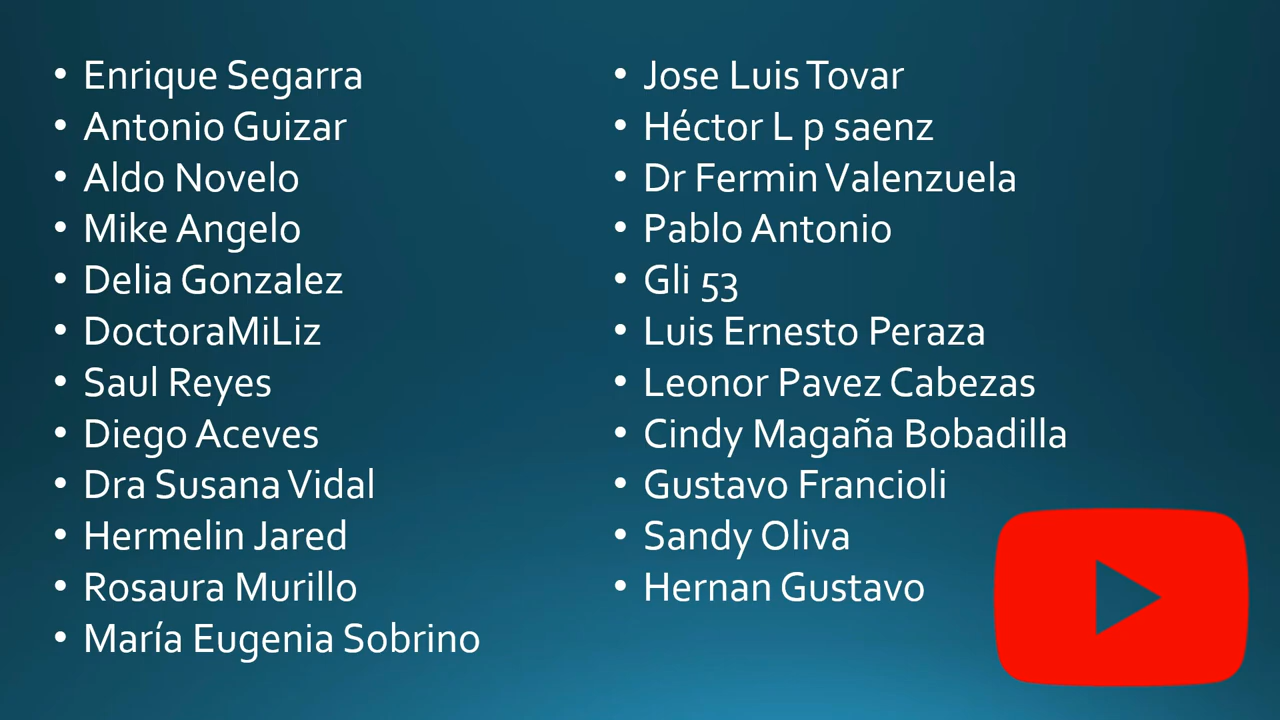 • Enrique Segarra
• Antonio Guizar
• Aldo Novelo
• Mike Angelo
• Delia Gonzalez
• DoctoraMiLiz
• Saul Reyes
• Diego Aceves
• Dra Susana Vidal
• Hermelin Jared
• Rosaura Murillo
• María Eugenia Sobrino
• Jose Luis Tovar
• Héctor L p saenz
• Dr Fermin Valenzuela
• Pablo Antonio
• Gli 53
• Luis Ernesto Peraza
• Leonor Pavez Cabezas
• Cindy Magaña Bobadilla
• Gustavo Francioli
• Sandy Oliva
• Hernan Gustavo